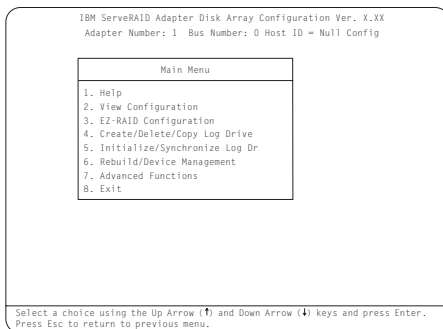 IBM ServeRAID Adapter Disk Array Configuration Ver. X.XX
Adapter Number: 1 Bus Number: 0 Host ID = Null Config
Main Menu
1. Help
2. View Configuration
3. EZ-RAID Configuration
4. Create/Delete/Copy Log Drive
5. Initialize/Synchronize Log Dr
6. Rebuild/Device Management
7. Advanced Functions
8. Exit
Select a choice using the Up Arrow (↑) and Down Arrow (↓) keys and press Enter.
Press Esc to return to previous menu.